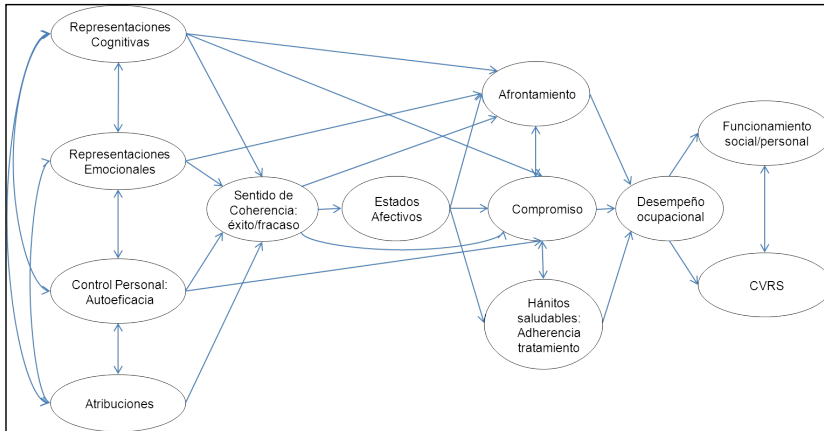 Representaciones
Cognitivas
Representaciones
Emocionales
Control Personal:
Autoeficacia
Atribuciones
Sentido de
Coherencia:
éxito/fracaso
Estados
Afectivos
Afrontamiento
Compromiso
Hánitos
saludables:
Adherencia
tratamiento
Desempeño
ocupacional
Funcionamiento
social/personal
CVRS